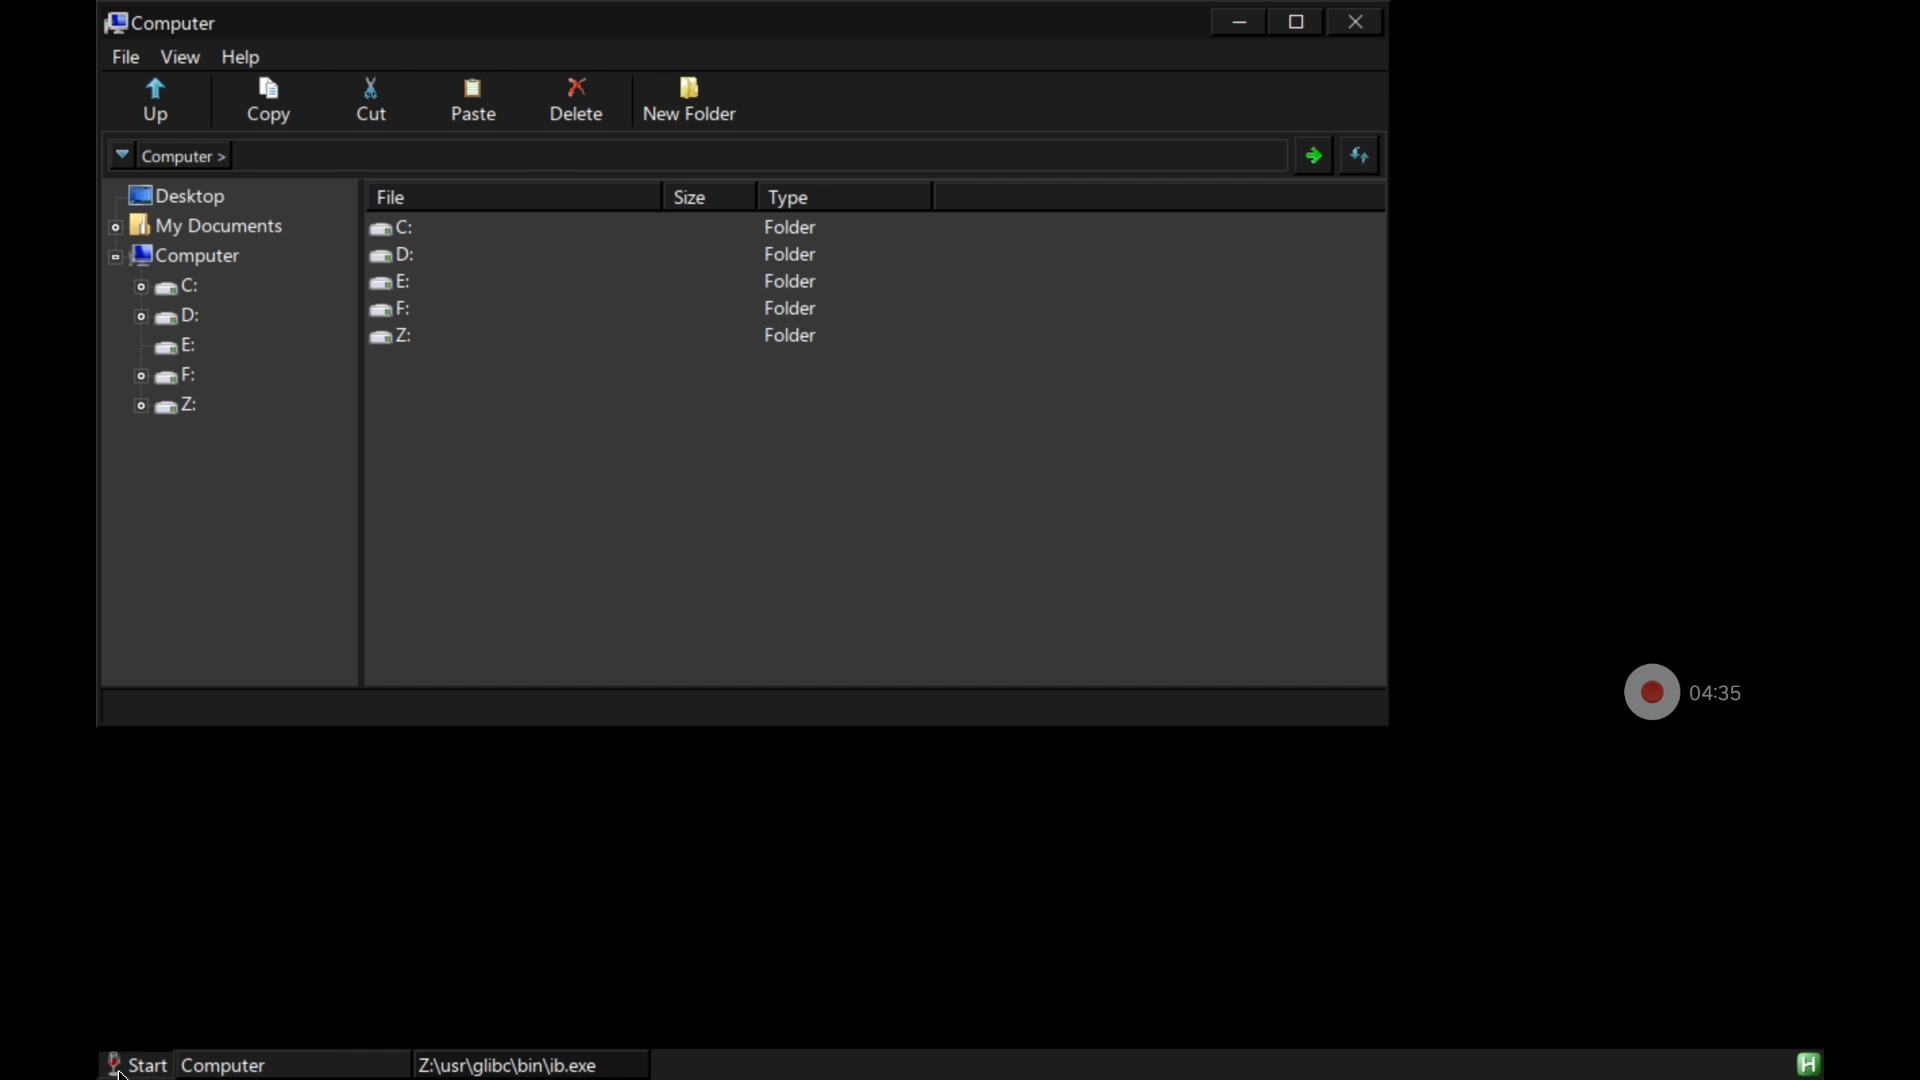 Computer
File View Help
Up Copy Cut Paste Delete New Folder
Computer >
Desktop
My Documents
Computer
C:
D:
E:
F:
Z:
File Size Type
C: Folder
D: Folder
E: Folder
F: Folder
Z: Folder
04:35
Start Computer Z:\usr\glibc\bin\ib.exe H